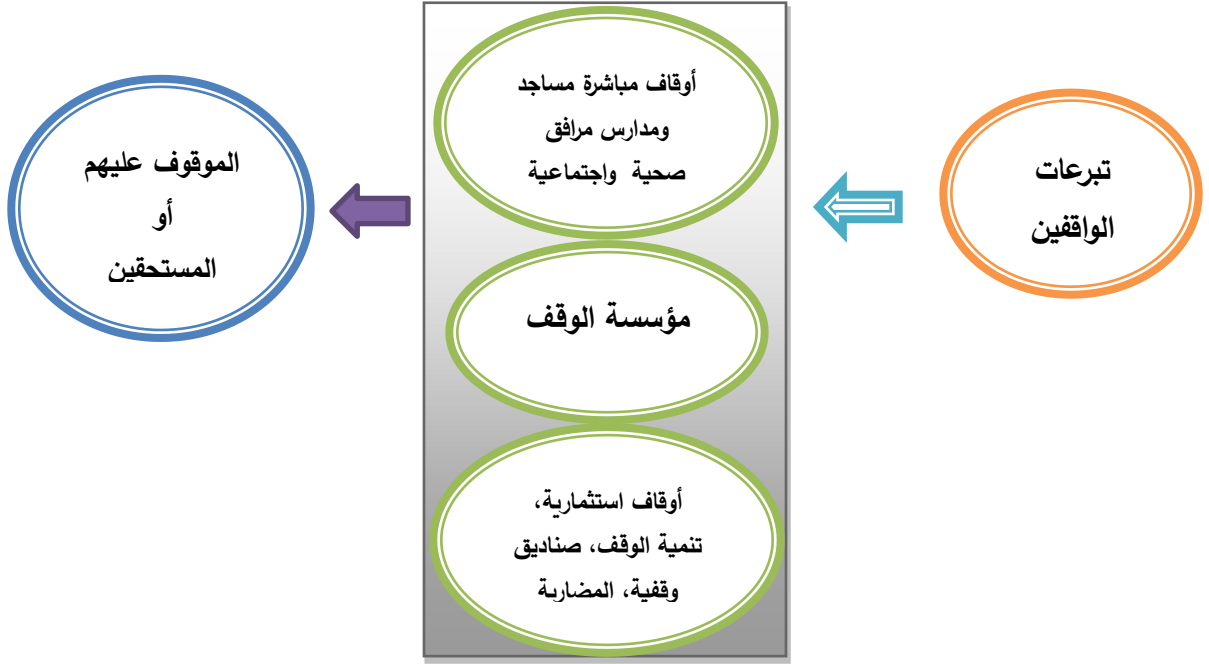 تبرعات
الواقفين
أوقاف مباشرة مساجد
ومدارس مرافق
صحية واجتماعية
مؤسسة الوقف
أوقاف استثمارية،
تنمية الوقف، صناديق
وقفية، المضاربة
الموقوف عليهم
أو
المستحقين